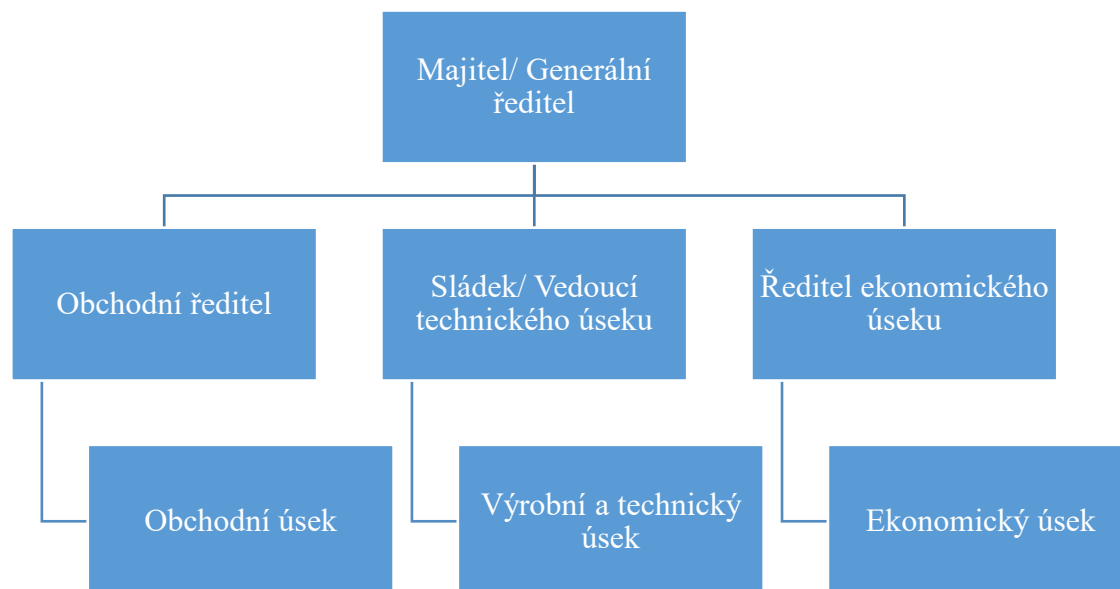 Majitel/ Generální
ředitel
Obchodní ředitel
Sládek/ Vedoucí
technického úseku
Ředitel ekonomického
úseku
Obchodní úsek
Výrobní a technický
úsek
Ekonomický úsek